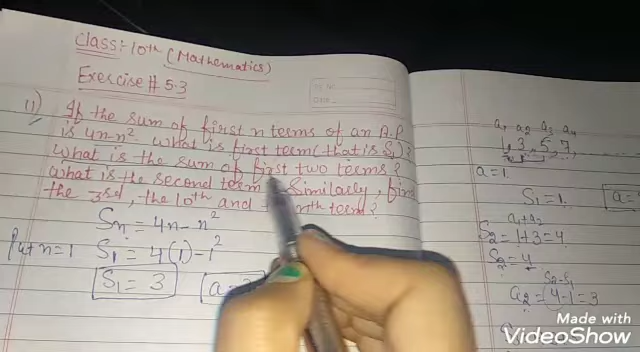 Class:- 10th (Mathematics)
Exercise # 5.3
11) If the sum of first n terms of an A.P
is 4n-n², what is first term (that is S₁)?
What is the sum of first two terms?
What is the second term Similarly,
the 3rd, the 10th and nth term?
Sn = 4n-n²
Put n=1 S₁ = 4(1)-1²
S₁ = 3
a₁ a₂ a₃ a₄
1, 3, 5, 7
a=1.
S₁ = 1.
a₁+a₂
S₂ = 1+3=4
S₂ = 4
S₂-S₁
a₂ = 4-1=3
Made with
VideoShow